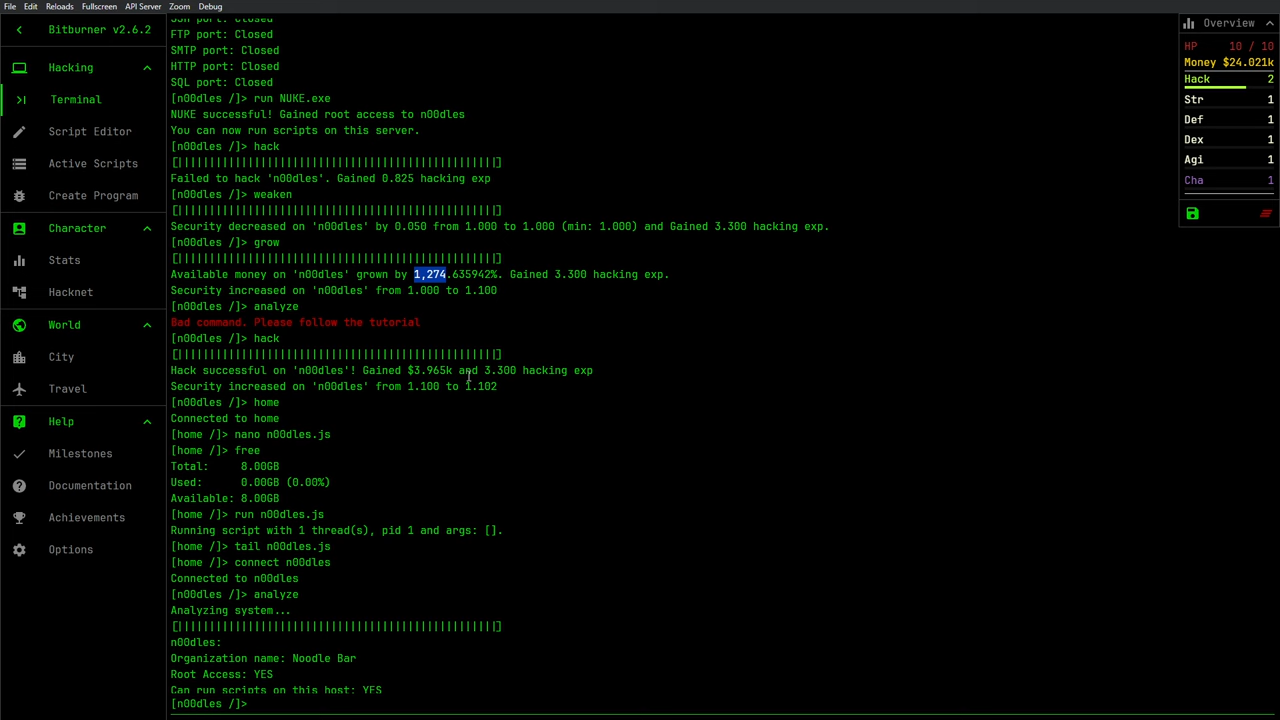 File Edit Reloads Fullscreen API Server Zoom Debug
Bitburner v2.6.2
Hacking
Terminal
Script Editor
Active Scripts
Create Program
Character
Stats
Hacknet
World
City
Travel
Help
Milestones
Documentation
Achievements
Options
FTP port: Closed
SMTP port: Closed
HTTP port: Closed
SQL port: Closed
[n00dles /]> run NUKE.exe
NUKE successful! Gained root access to n00dles
You can now run scripts on this server.
[n00dles /]> hack
[||||||||||||||||||||||||||||||||||||||||||||||||||]
Failed to hack 'n00dles'. Gained 0.825 hacking exp
[n00dles /]> weaken
[||||||||||||||||||||||||||||||||||||||||||||||||||]
Security decreased on 'n00dles' by 0.050 from 1.000 to 1.000 (min: 1.000) and Gained 3.300 hacking exp.
[n00dles /]> grow
[||||||||||||||||||||||||||||||||||||||||||||||||||]
Available money on 'n00dles' grown by 1,274.635942%. Gained 3.300 hacking exp.
Security increased on 'n00dles' from 1.000 to 1.100
[n00dles /]> analyze
Bad command. Please follow the tutorial
[n00dles /]> hack
[||||||||||||||||||||||||||||||||||||||||||||||||||]
Hack successful on 'n00dles'! Gained $3.965k and 3.300 hacking exp
Security increased on 'n00dles' from 1.100 to 1.102
[n00dles /]> home
Connected to home
[home /]> nano n00dles.js
[home /]> free
Total: 8.00GB
Used: 0.00GB (0.00%)
Available: 8.00GB
[home /]> run n00dles.js
Running script with 1 thread(s), pid 1 and args: [].
[home /]> tail n00dles.js
[home /]> connect n00dles
Connected to n00dles
[n00dles /]> analyze
Analyzing system...
[||||||||||||||||||||||||||||||||||||||||||||||||||]
n00dles:
Organization name: Noodle Bar
Root Access: YES
Can run scripts on this host: YES
[n00dles /]>
Overview
HP 10 / 10
Money $24.021k
Hack 2
Str 1
Def 1
Dex 1
Agi 1
Cha 1